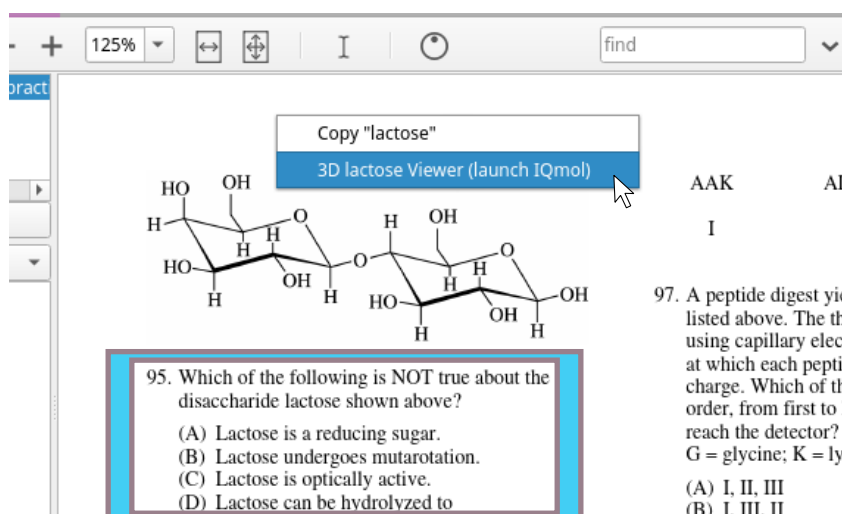 125%
find
pract
Copy "lactose"
3D lactose Viewer (launch IQmol)
HO
OH
H
O
H
H
HO
OH
H
H
O
H
OH
O
H
H
HO
OH
H
H
OH
AAK
I
95. Which of the following is NOT true about the
disaccharide lactose shown above?
(A) Lactose is a reducing sugar.
(B) Lactose undergoes mutarotation.
(C) Lactose is optically active.
(D) Lactose can be hydrolyzed to
97. A peptide digest yie
listed above. The th
using capillary elec
at which each pepti
charge. Which of th
order, from first to
reach the detector?
G = glycine; K = ly
(A) I, II, III
(B) I, III, II